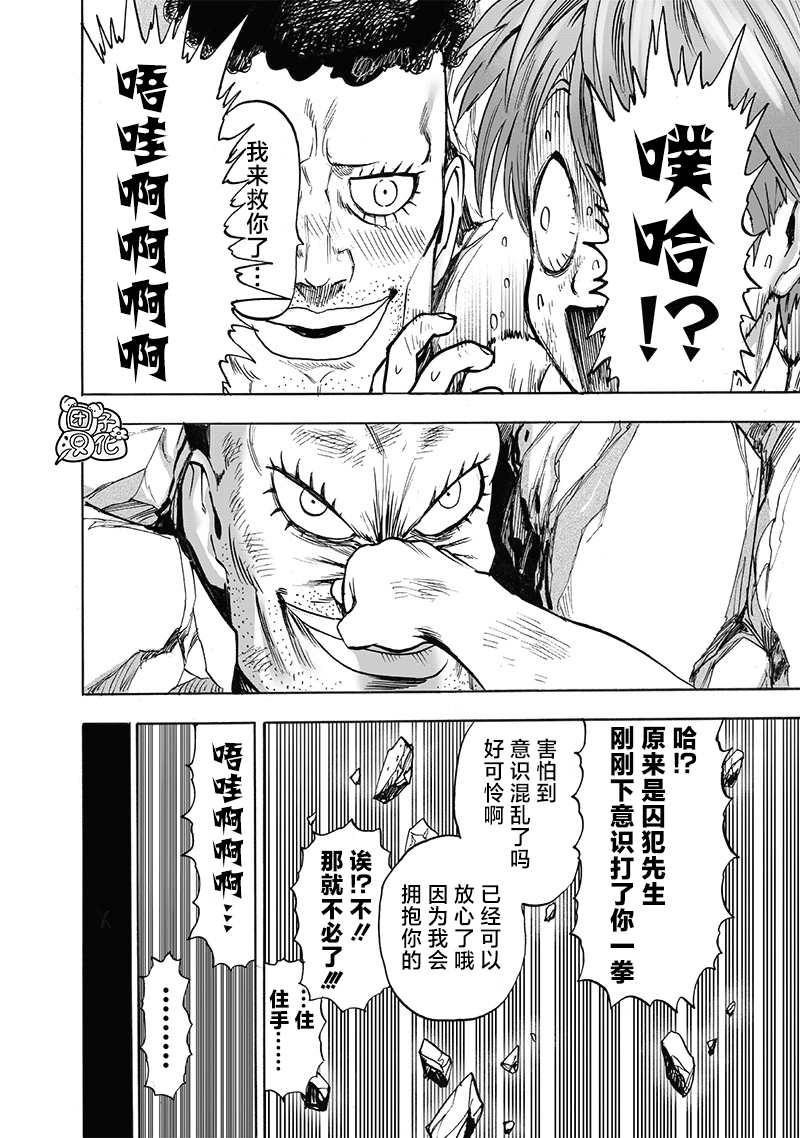 噗哈!?
我来救你了…
唔哇啊啊啊啊
团子
汉化
哈!?
原来是囚犯先生
刚刚下意识打了你一拳
害怕到
意识混乱了吗
好可怜啊
已经可以
放心了哦
因为我会
拥抱你的
诶!?不!!
那就不必了!!!
…住
住手……
唔哇啊啊啊…
………